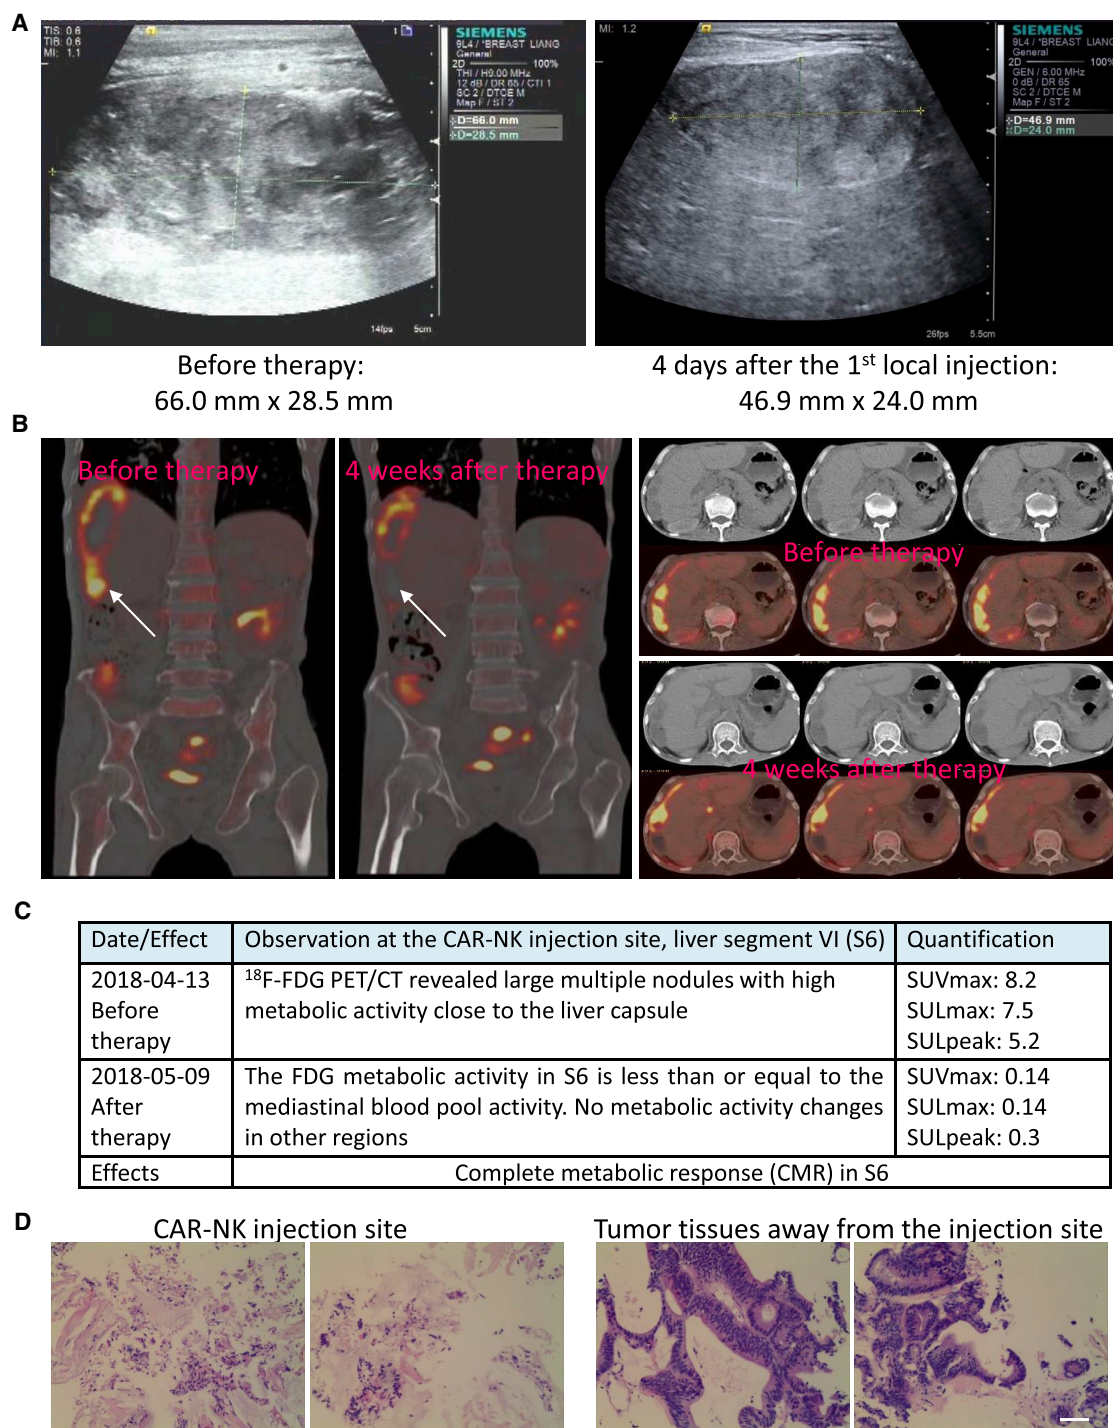 A
TIS: 0.6
TIB: 0.6
MI: 1.1
1
SIEMENS
9L4 / *BREAST LIANG
General
2D 100%
THI / H9.00 MHz
12 dB / DR 65 / CTI 1
SC 2 / DTCE M
Map F / ST 2
D=66.0 mm
D=28.5 mm
14fps 5cm
MI: 1.2
SIEMENS
9L4 / *BREAST LIANG
General
2D 100%
GEN / 6.00 MHz
0 dB / DR 65
SC 2 / DTCE M
Map F / ST 2
D=46.9 mm
D=24.0 mm
26fps 5.5cm
Before therapy:
66.0 mm x 28.5 mm
4 days after the 1st local injection:
46.9 mm x 24.0 mm
B
Before therapy
4 weeks after therapy
Before therapy
4 weeks after therapy
C
Date/Effect
Observation at the CAR-NK injection site, liver segment VI (S6)
Quantification
2018-04-13
Before
therapy
18F-FDG PET/CT revealed large multiple nodules with high
metabolic activity close to the liver capsule
SUVmax: 8.2
SULmax: 7.5
SULpeak: 5.2
2018-05-09
After
therapy
The FDG metabolic activity in S6 is less than or equal to the
mediastinal blood pool activity. No metabolic activity changes
in other regions
SUVmax: 0.14
SULmax: 0.14
SULpeak: 0.3
Effects
Complete metabolic response (CMR) in S6
D
CAR-NK injection site
Tumor tissues away from the injection site